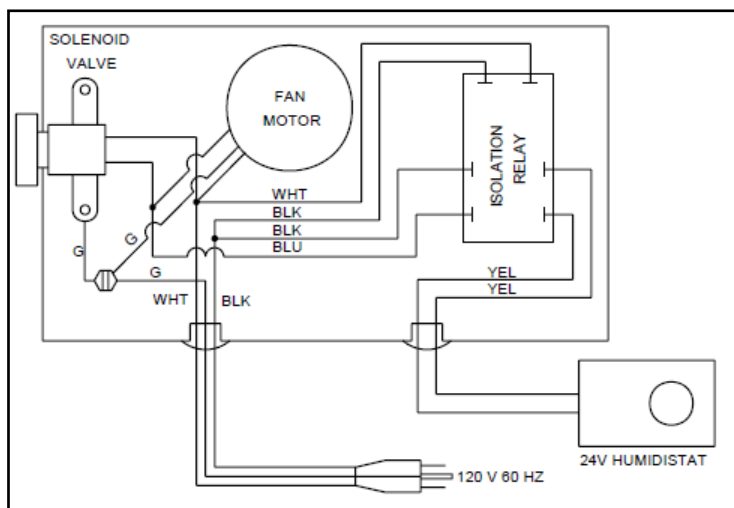 SOLENOID
VALVE
FAN
MOTOR
ISOLATION
RELAY
WHT
BLK
BLK
BLU
G
G
G
WHT
BLK
YEL
YEL
120 V 60 HZ
24V HUMIDISTAT